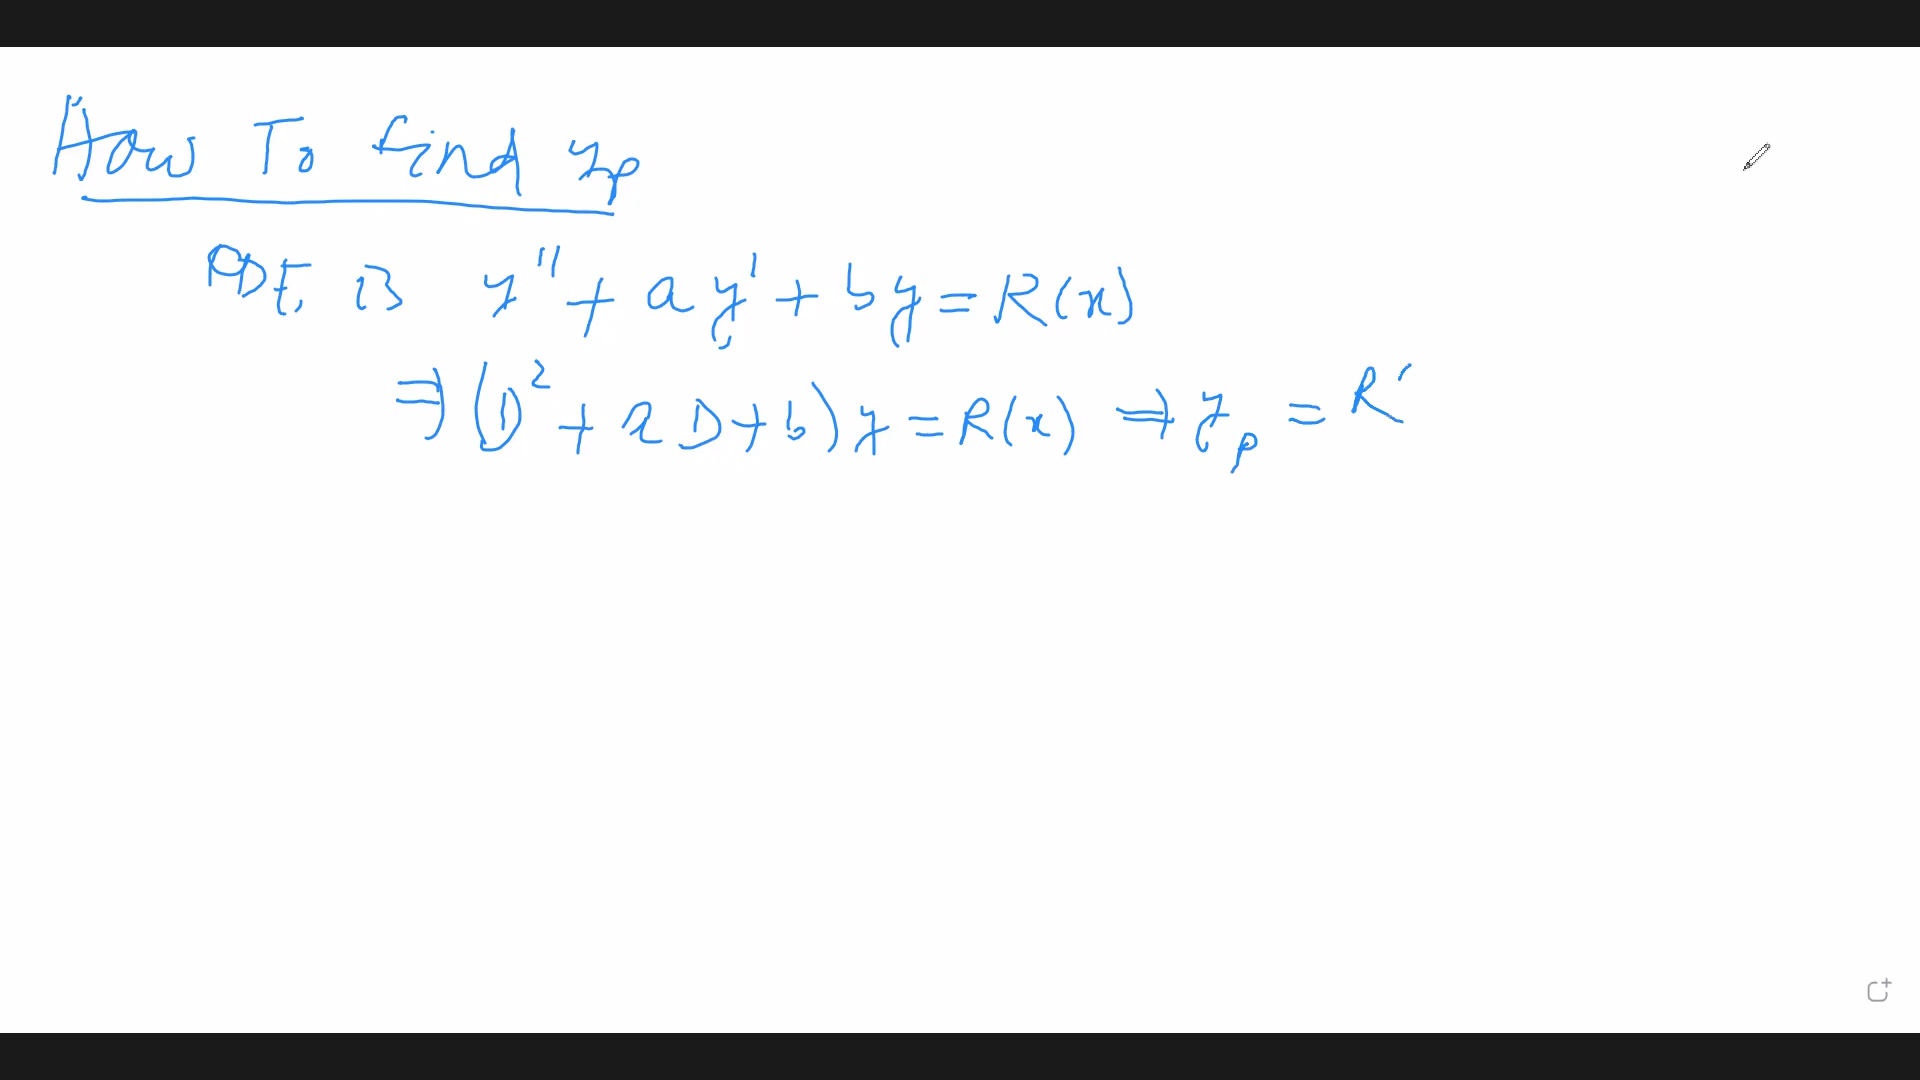 How To find yp
ODE is y'' + ay' + by = R(x)
⇒ (D² + aD + b)y = R(x) ⇒ yp = R(